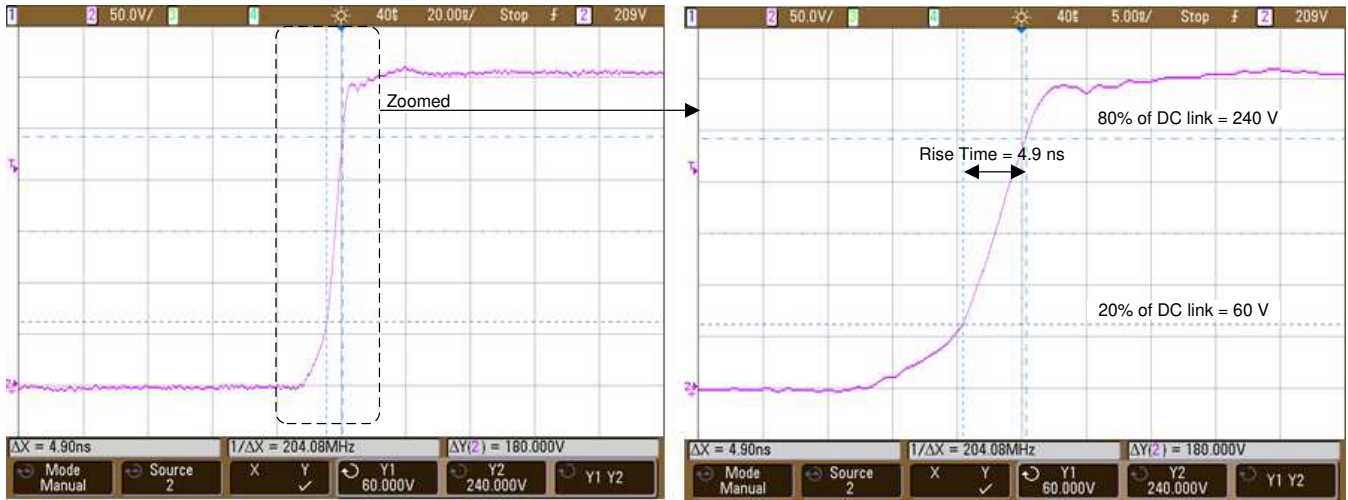 1 2 50.0V/ 3 4 20.00§/ Stop 2 209V
Zoomed
T
2
ΔX = 4.90ns 1/ΔX = 204.08MHz ΔY(2) = 180.000V
Mode Manual Source 2 X Y ✓ Y1 60.000V Y2 240.000V Y1 Y2
1 2 50.0V/ 3 4 5.00§/ Stop 2 209V
80% of DC link = 240 V
Rise Time = 4.9 ns
T
20% of DC link = 60 V
2
ΔX = 4.90ns 1/ΔX = 204.08MHz ΔY(2) = 180.000V
Mode Manual Source 2 X Y ✓ Y1 60.000V Y2 240.000V Y1 Y2